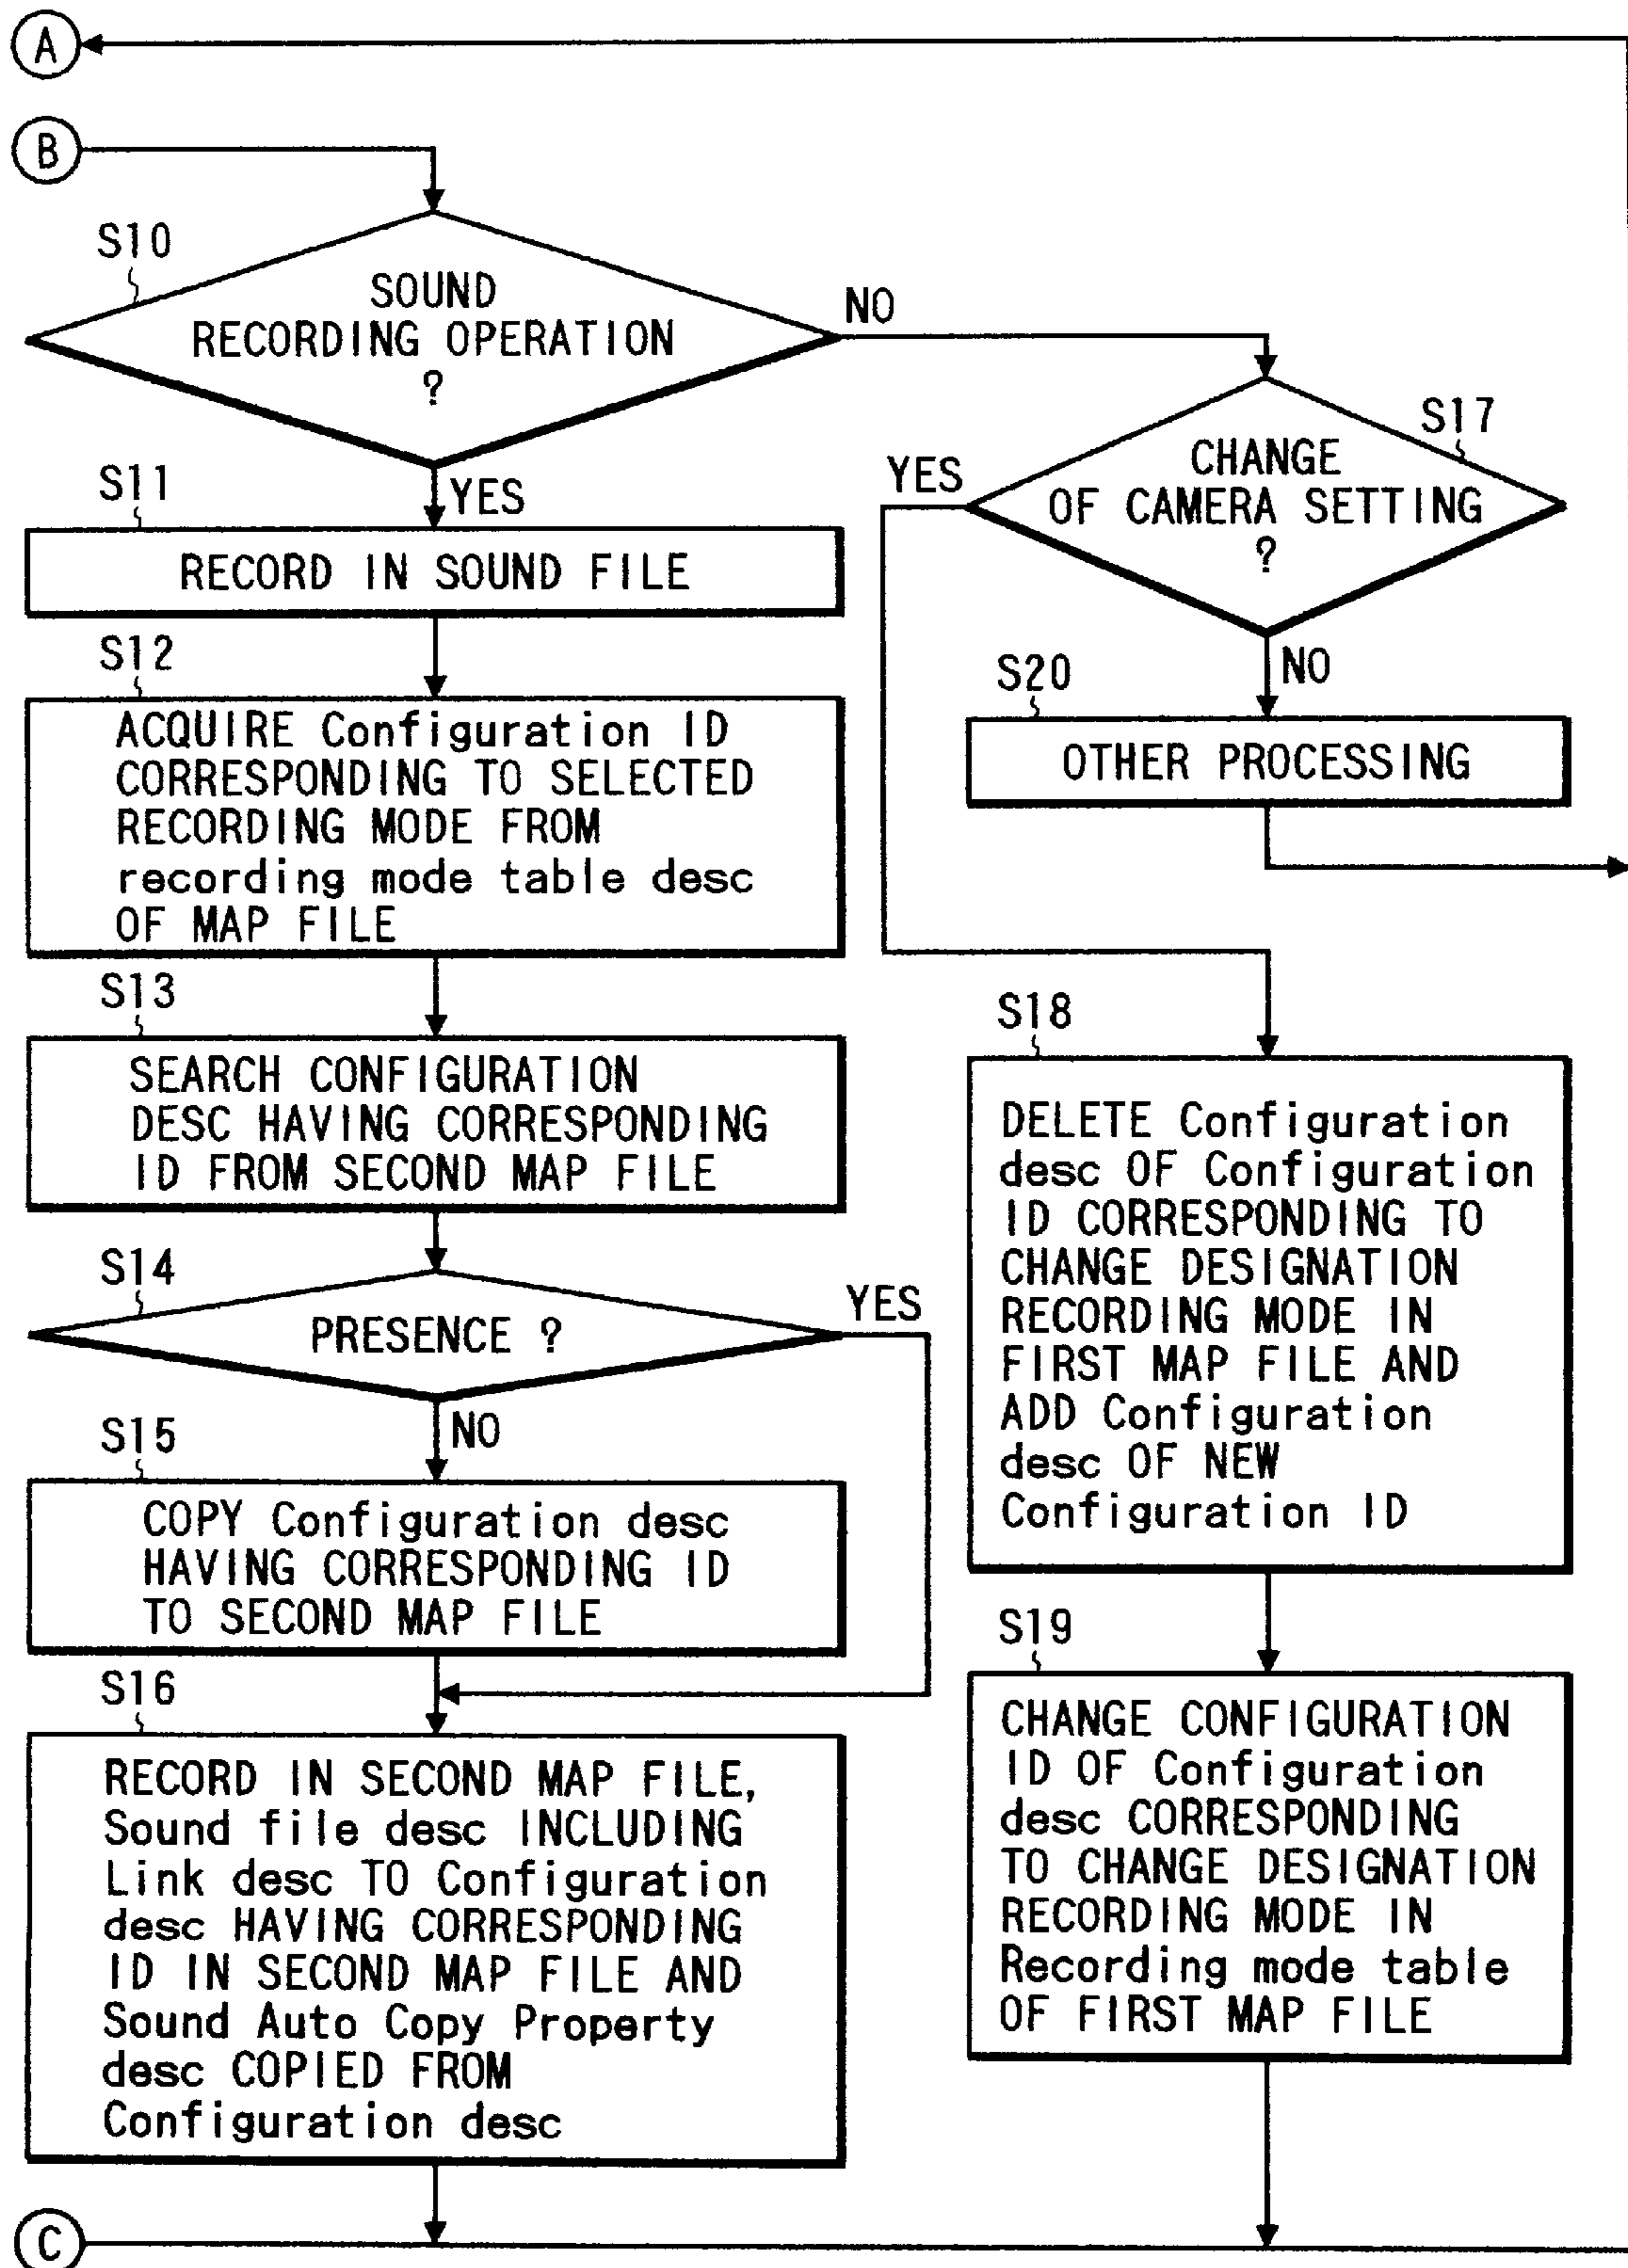 A
B
S10
SOUND
RECORDING OPERATION
?
NO
YES
S11
RECORD IN SOUND FILE
S12
ACQUIRE Configuration ID
CORRESPONDING TO SELECTED
RECORDING MODE FROM
recording mode table desc
OF MAP FILE
S13
SEARCH CONFIGURATION
DESC HAVING CORRESPONDING
ID FROM SECOND MAP FILE
S14
PRESENCE ?
YES
NO
S15
COPY Configuration desc
HAVING CORRESPONDING ID
TO SECOND MAP FILE
S16
RECORD IN SECOND MAP FILE,
Sound file desc INCLUDING
Link desc TO Configuration
desc HAVING CORRESPONDING
ID IN SECOND MAP FILE AND
Sound Auto Copy Property
desc COPIED FROM
Configuration desc
S17
CHANGE
OF CAMERA SETTING
?
YES
NO
S20
OTHER PROCESSING
S18
DELETE Configuration
desc OF Configuration
ID CORRESPONDING TO
CHANGE DESIGNATION
RECORDING MODE IN
FIRST MAP FILE AND
ADD Configuration
desc OF NEW
Configuration ID
S19
CHANGE CONFIGURATION
ID OF Configuration
desc CORRESPONDING
TO CHANGE DESIGNATION
RECORDING MODE IN
Recording mode table
OF FIRST MAP FILE
C